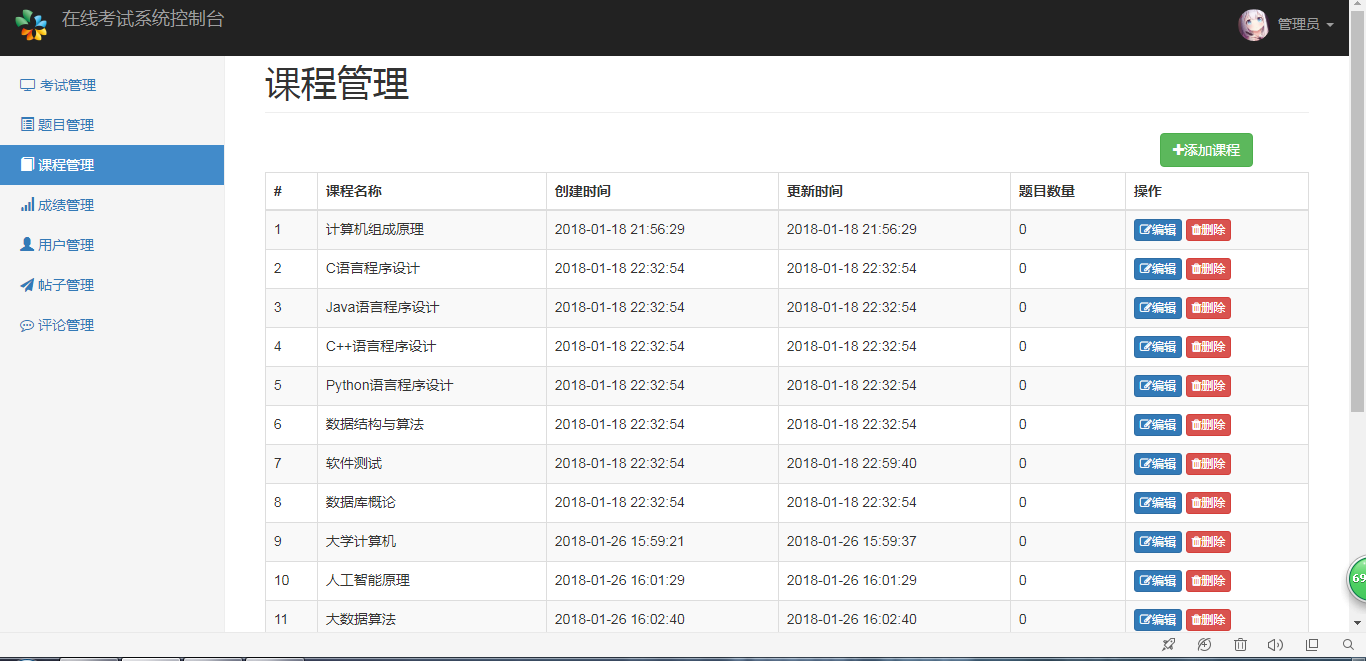 在线考试系统控制台
管理员
考试管理
题目管理
课程管理
成绩管理
用户管理
帖子管理
评论管理
课程管理
添加课程
# 课程名称 创建时间 更新时间 题目数量 操作
1 计算机组成原理 2018-01-18 21:56:29 2018-01-18 21:56:29 0 编辑 删除
2 C语言程序设计 2018-01-18 22:32:54 2018-01-18 22:32:54 0 编辑 删除
3 Java语言程序设计 2018-01-18 22:32:54 2018-01-18 22:32:54 0 编辑 删除
4 C++语言程序设计 2018-01-18 22:32:54 2018-01-18 22:32:54 0 编辑 删除
5 Python语言程序设计 2018-01-18 22:32:54 2018-01-18 22:32:54 0 编辑 删除
6 数据结构与算法 2018-01-18 22:32:54 2018-01-18 22:32:54 0 编辑 删除
7 软件测试 2018-01-18 22:32:54 2018-01-18 22:59:40 0 编辑 删除
8 数据库概论 2018-01-18 22:32:54 2018-01-18 22:32:54 0 编辑 删除
9 大学计算机 2018-01-26 15:59:21 2018-01-26 15:59:37 0 编辑 删除
10 人工智能原理 2018-01-26 16:01:29 2018-01-26 16:01:29 0 编辑 删除
11 大数据算法 2018-01-26 16:02:40 2018-01-26 16:02:40 0 编辑 删除
69